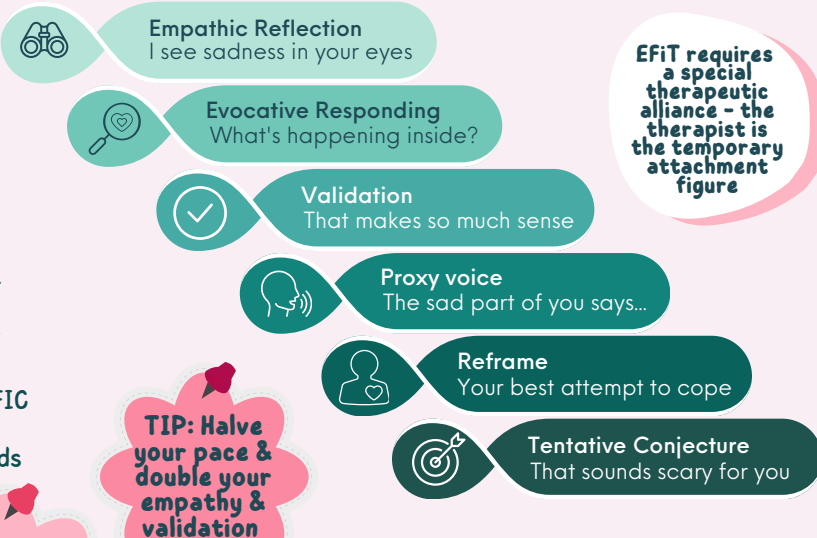 Empathic Reflection
I see sadness in your eyes
EFiT requires
a special
therapeutic
alliance - the
therapist is
the temporary
attachment
figure
Evocative Responding
What's happening inside?
Validation
That makes so much sense
Proxy voice
The sad part of you says...
Reframe
Your best attempt to cope
Tentative Conjecture
That sounds scary for you
TIP: Halve
your pace &
double your
empathy &
validation